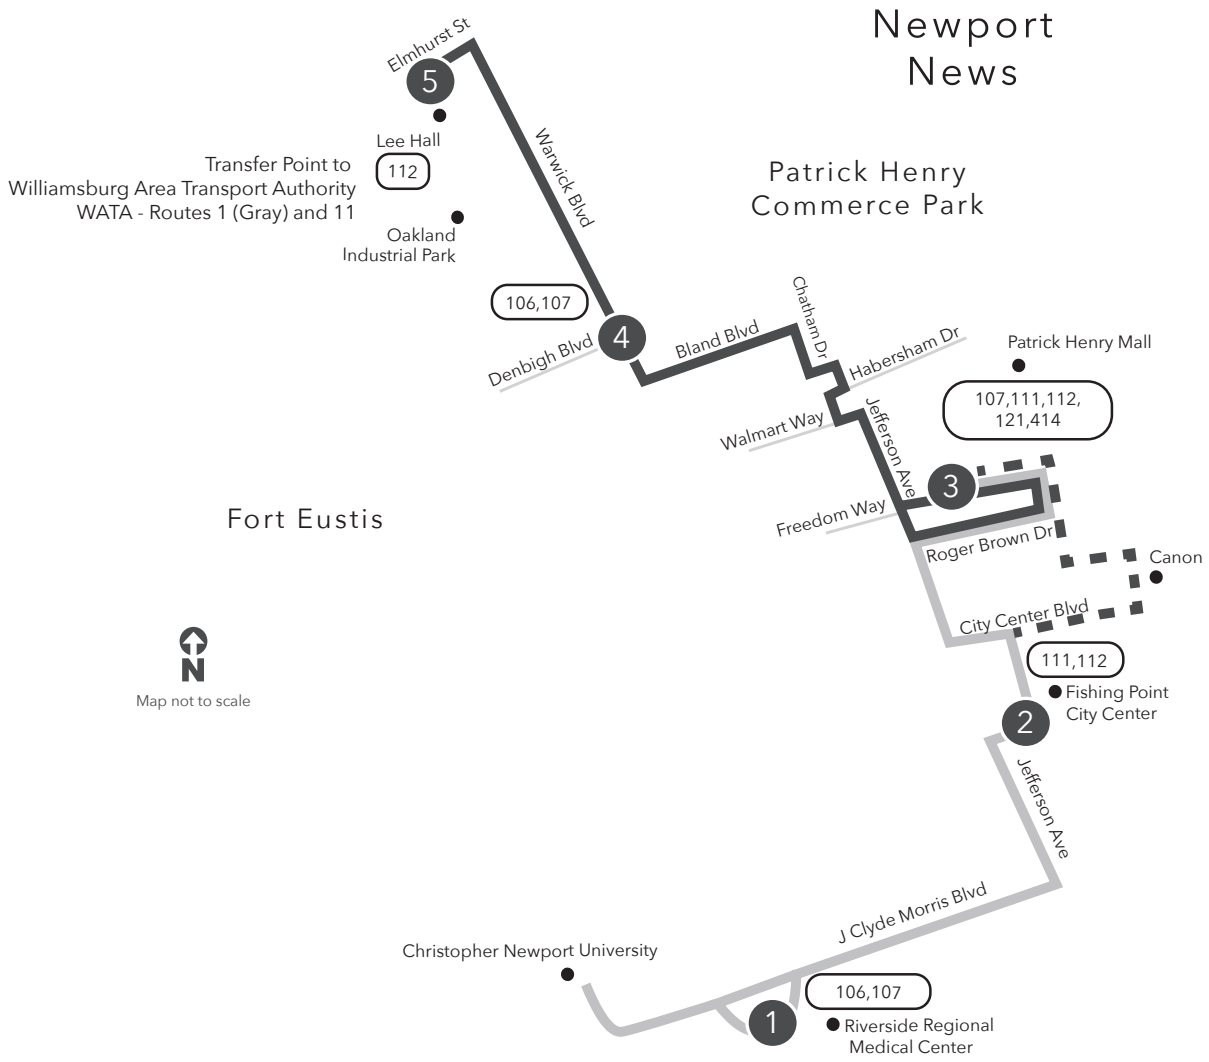 Newport
News
Elmhurst St
5
Lee Hall
112
Transfer Point to
Williamsburg Area Transport Authority
WATA - Routes 1 (Gray) and 11
Warwick Blvd
Patrick Henry
Commerce Park
Oakland
Industrial Park
106,107
4
Denbigh Blvd
Bland Blvd
Chatham Dr
Habersham Dr
Patrick Henry Mall
107,111,112,
121,414
Walmart Way
Jefferson Ave
3
Freedom Way
Fort Eustis
Roger Brown Dr
Canon
City Center Blvd
N
Map not to scale
111,112
Fishing Point
City Center
2
Jefferson Ave
J Clyde Morris Blvd
Christopher Newport University
106,107
1
Riverside Regional
Medical Center